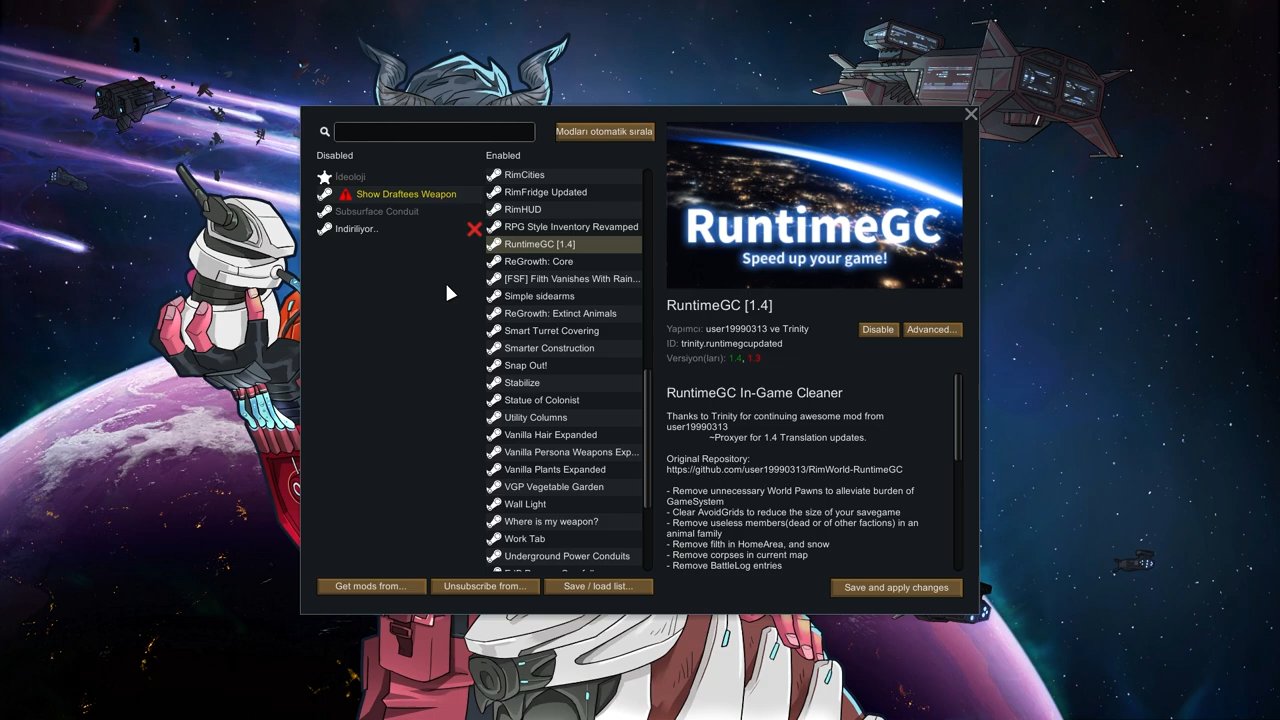 Modları otomatik sırala
Disabled
İdeoloji
Show Draftees Weapon
Subsurface Conduit
İndiriliyor..
Enabled
RimCities
RimFridge Updated
RimHUD
RPG Style Inventory Revamped
RuntimeGC [1.4]
ReGrowth: Core
[FSF] Filth Vanishes With Rain...
Simple sidearms
ReGrowth: Extinct Animals
Smart Turret Covering
Smarter Construction
Snap Out!
Stabilize
Statue of Colonist
Utility Columns
Vanilla Hair Expanded
Vanilla Persona Weapons Exp...
Vanilla Plants Expanded
VGP Vegetable Garden
Wall Light
Where is my weapon?
Work Tab
Underground Power Conduits
Get mods from...
Unsubscribe from...
Save / load list...
RuntimeGC
Speed up your game!
RuntimeGC [1.4]
Yapımcı: user19990313 ve Trinity
ID: trinity.runtimegcupdated
Versiyon(ları): 1.4, 1.3
Disable
Advanced...
RuntimeGC In-Game Cleaner
Thanks to Trinity for continuing awesome mod from
user19990313
~Proxyer for 1.4 Translation updates.
Original Repository:
https://github.com/user19990313/RimWorld-RuntimeGC
- Remove unnecessary World Pawns to alleviate burden of
GameSystem
- Clear AvoidGrids to reduce the size of your savegame
- Remove useless members(dead or of other factions) in an
animal family
- Remove filth in HomeArea, and snow
- Remove corpses in current map
- Remove BattleLog entries
Save and apply changes